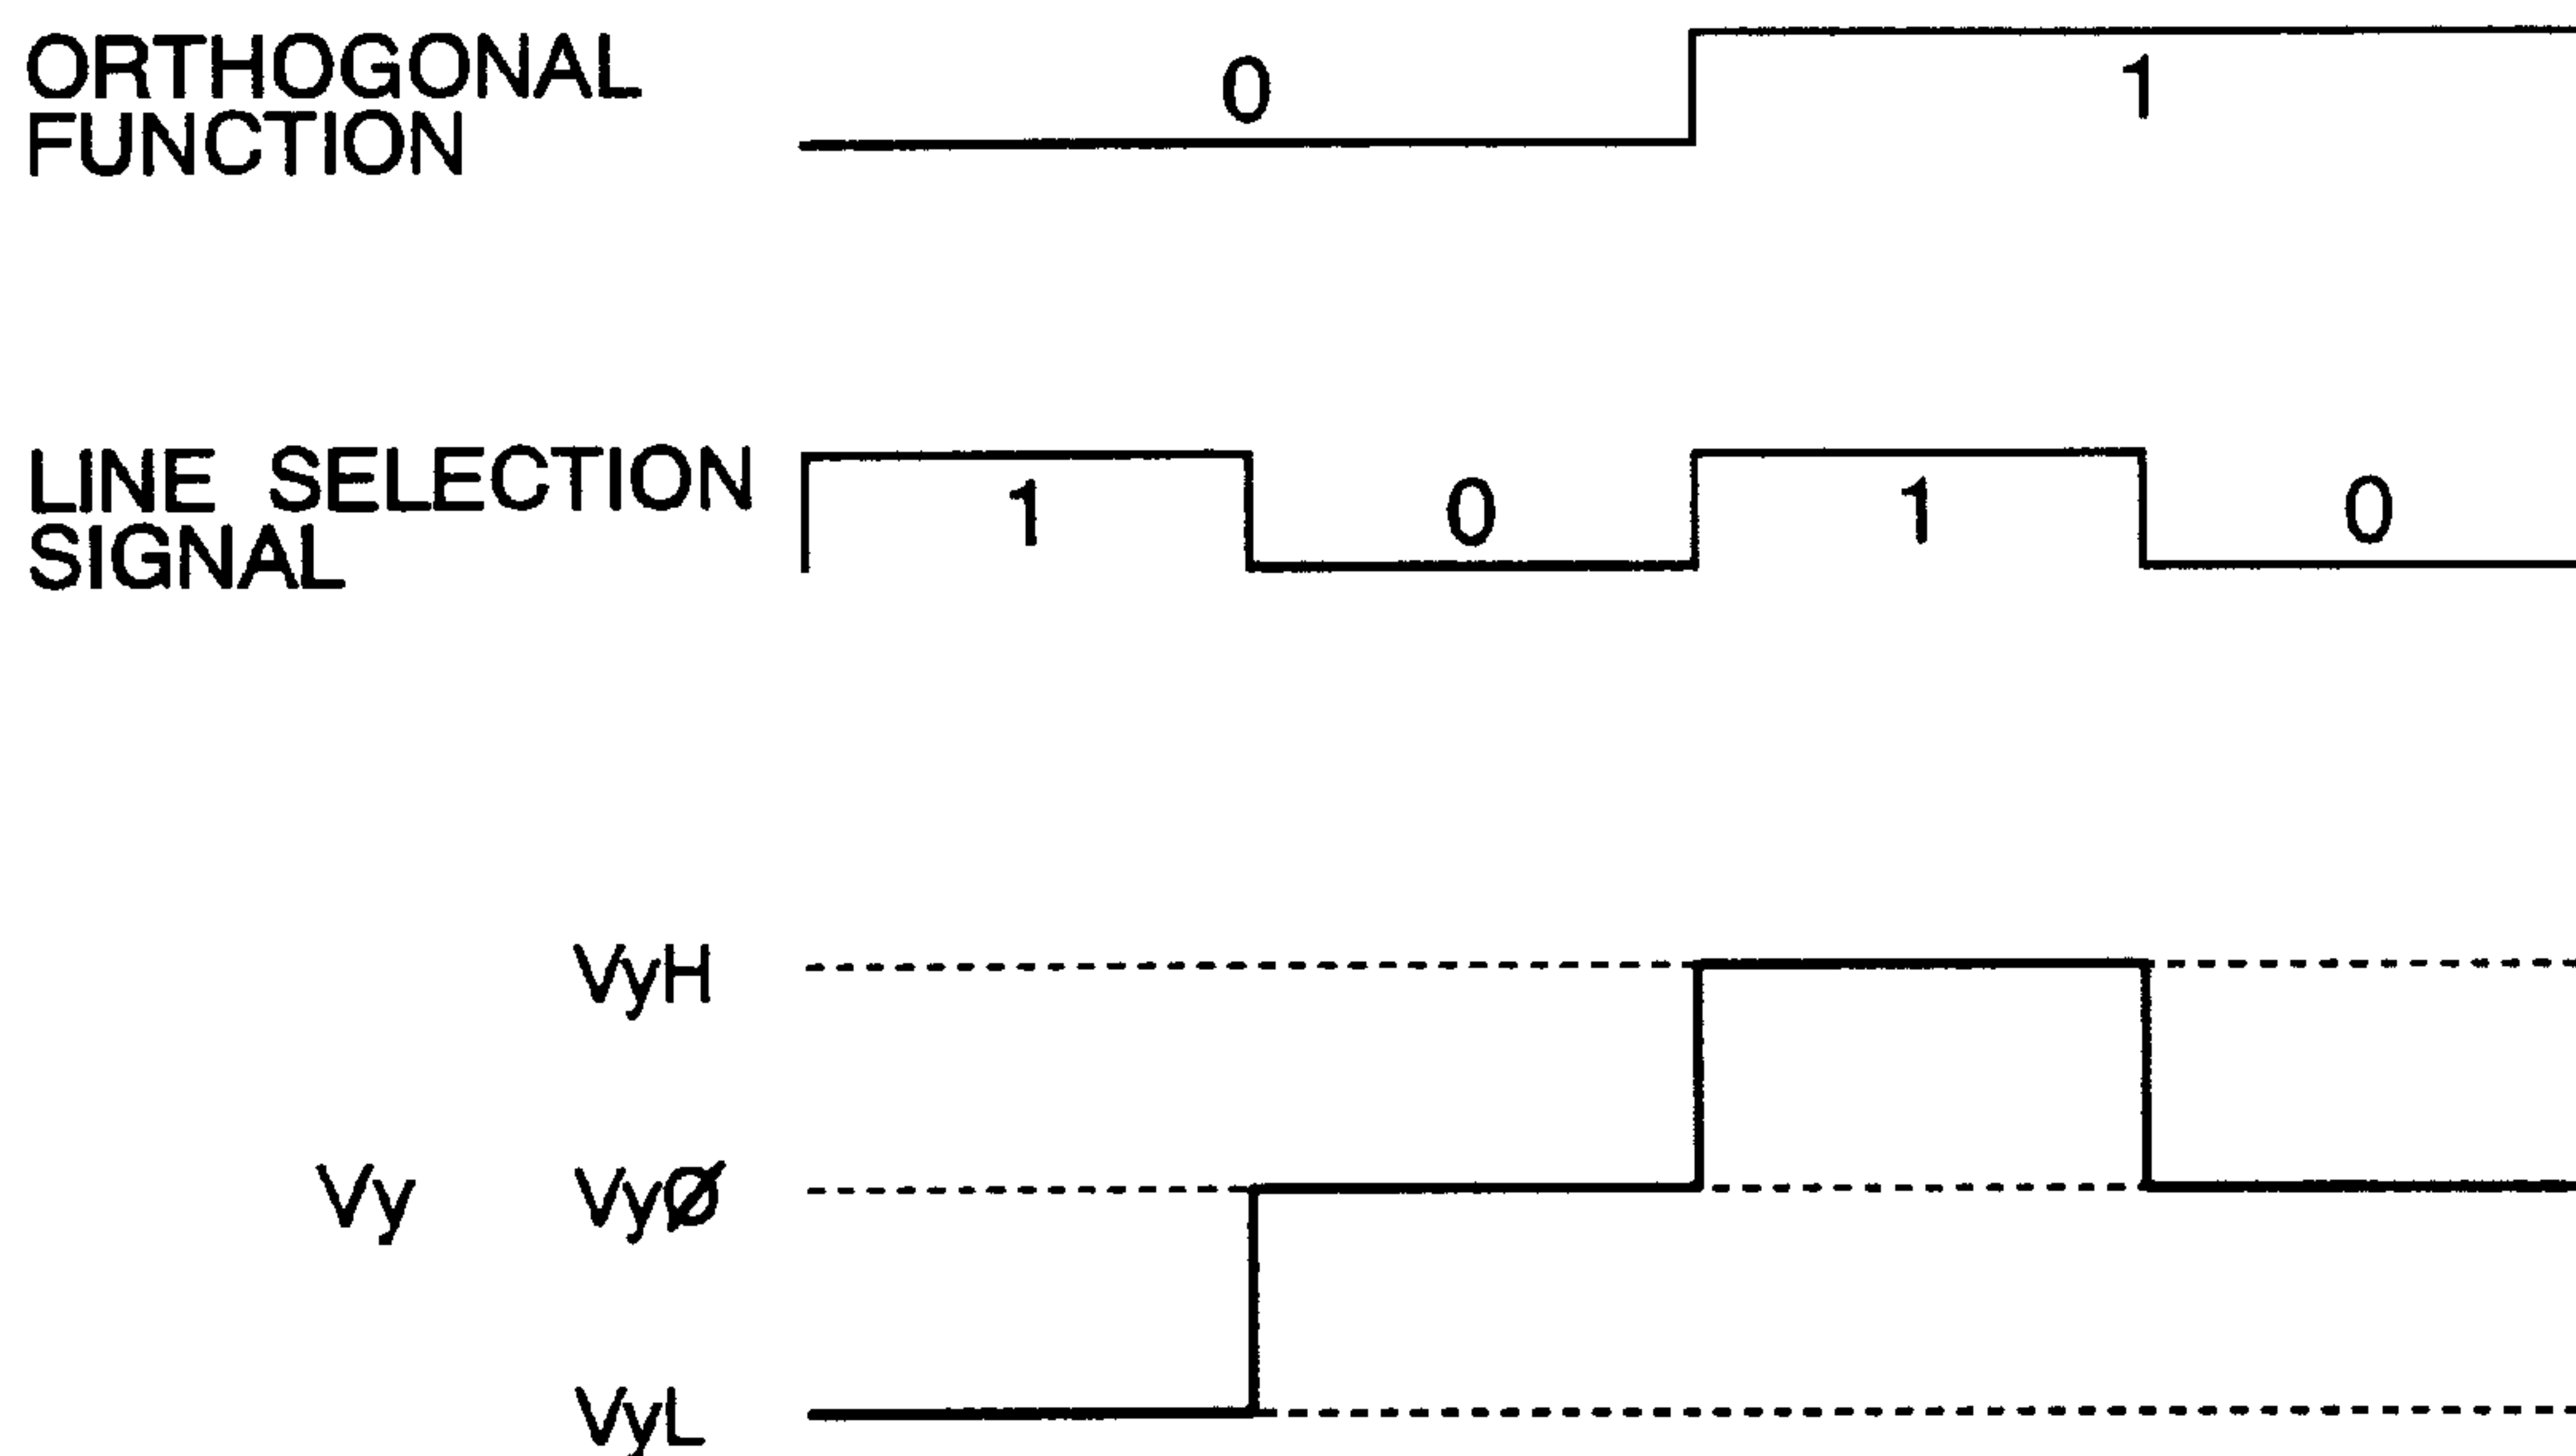 ORTHOGONAL
FUNCTION
0 1
LINE SELECTION
SIGNAL
1 0 1 0
VyH
Vy VyØ
VyL